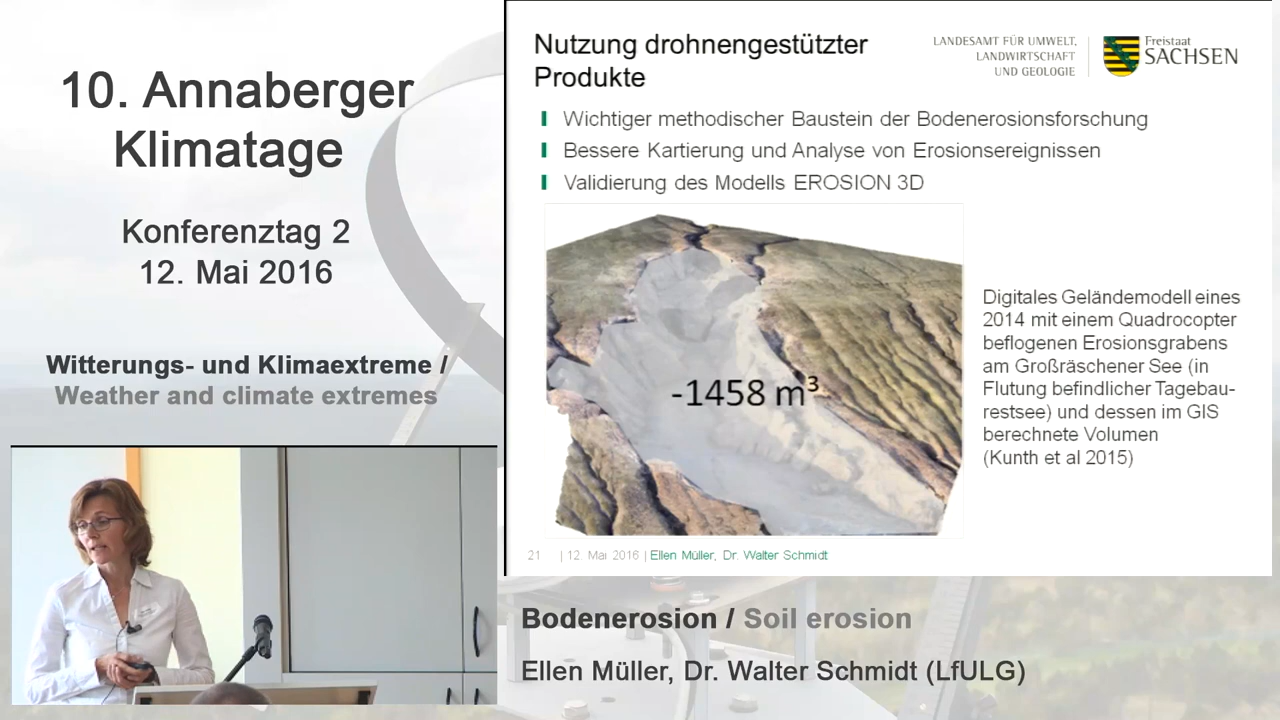 10. Annaberger
Klimatage
Konferenztag 2
12. Mai 2016
Witterungs- und Klimaextreme /
Weather and climate extremes
Nutzung drohnengestützter
Produkte
LANDESAMT FÜR UMWELT,
LANDWIRTSCHAFT
UND GEOLOGIE
Freistaat
SACHSEN
Wichtiger methodischer Baustein der Bodenerosionsforschung
Bessere Kartierung und Analyse von Erosionsereignissen
Validierung des Modells EROSION 3D
-1458 m³
Digitales Geländemodell eines
2014 mit einem Quadrocopter
beflogenen Erosionsgrabens
am Großräschener See (in
Flutung befindlicher Tagebau-
restsee) und dessen im GIS
berechnete Volumen
(Kunth et al 2015)
21 | 12. Mai 2016 | Ellen Müller, Dr. Walter Schmidt
Bodenerosion / Soil erosion
Ellen Müller, Dr. Walter Schmidt (LfULG)